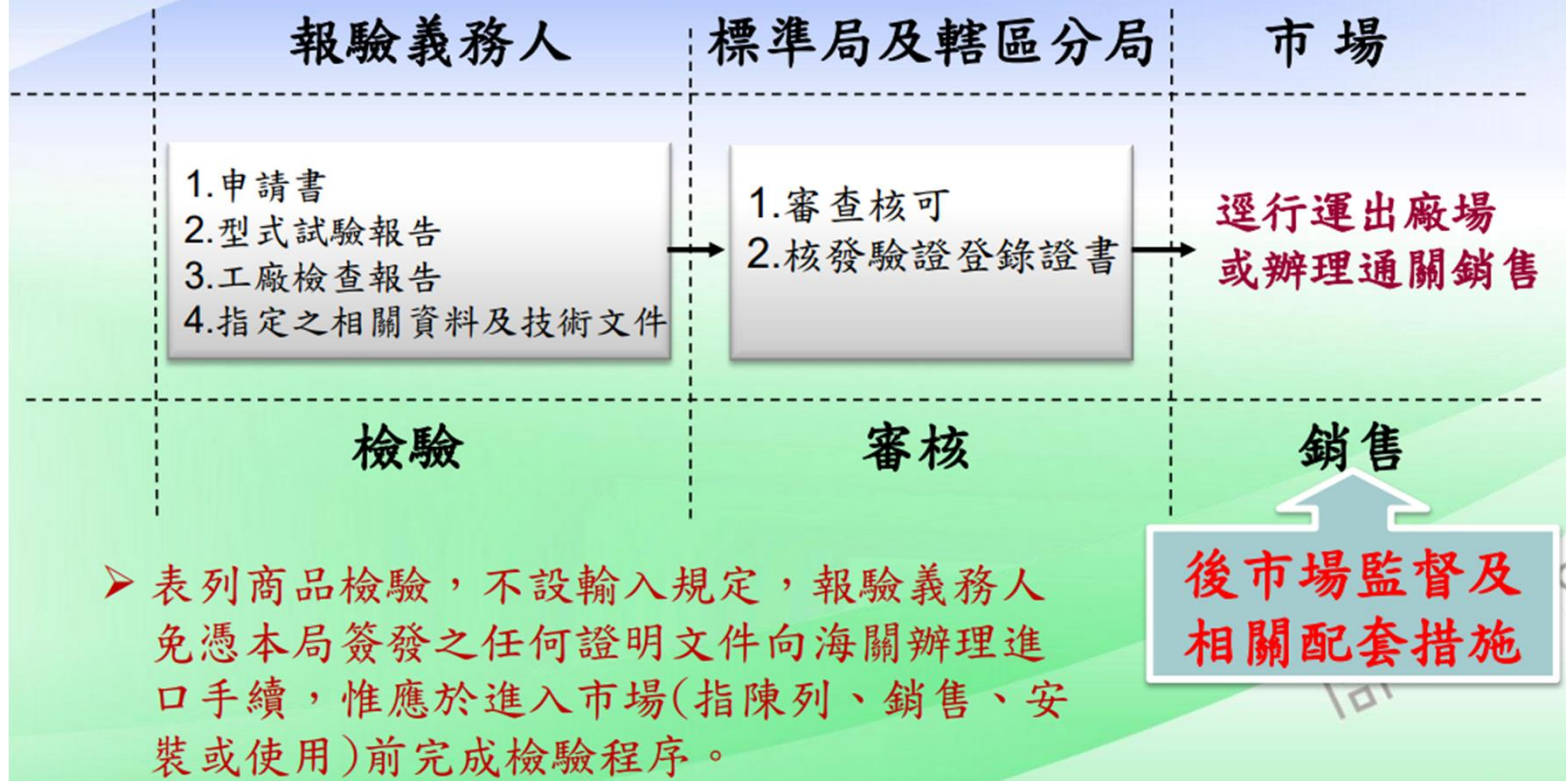 報驗義務人
標準局及轄區分局
市場
1.申請書
2.型式試驗報告
3.工廠檢查報告
4.指定之相關資料及技術文件
1.審查核可
2.核發驗證登錄證書
逕行運出廠場
或辦理通關銷售
檢驗
審核
銷售
後市場監督及
相關配套措施
➢ 表列商品檢驗，不設輸入規定，報驗義務人
免憑本局簽發之任何證明文件向海關辦理進
口手續，惟應於進入市場(指陳列、銷售、安
裝或使用)前完成檢驗程序。